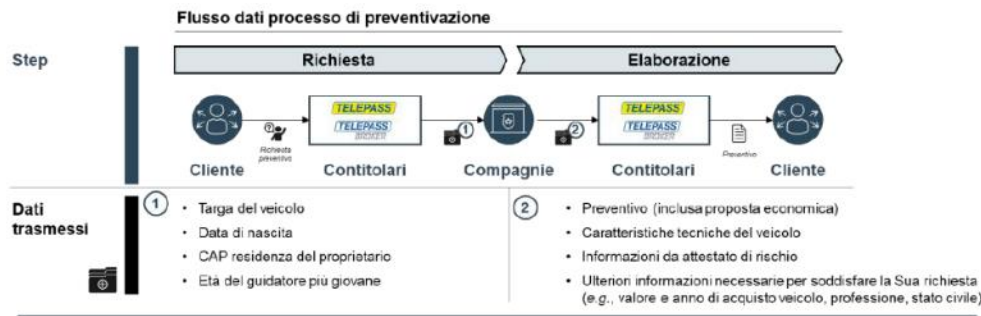 Flusso dati processo di preventivazione
Step
Richiesta
Elaborazione
TELEPASS
TELEPASS
TELEPASS
BROKER
1
2
TELEPASS
BROKER
Richiesta
preventivo
Preventivo
Cliente
Contitolari
Compagnie
Contitolari
Cliente
Dati
trasmessi
1
• Targa del veicolo
• Data di nascita
• CAP residenza del proprietario
• Età del guidatore più giovane
2
• Preventivo (inclusa proposta economica)
• Caratteristiche tecniche del veicolo
• Informazioni da attestato di rischio
• Ulteriori informazioni necessarie per soddisfare la Sua richiesta
(e.g., valore e anno di acquisto veicolo, professione, stato civile)